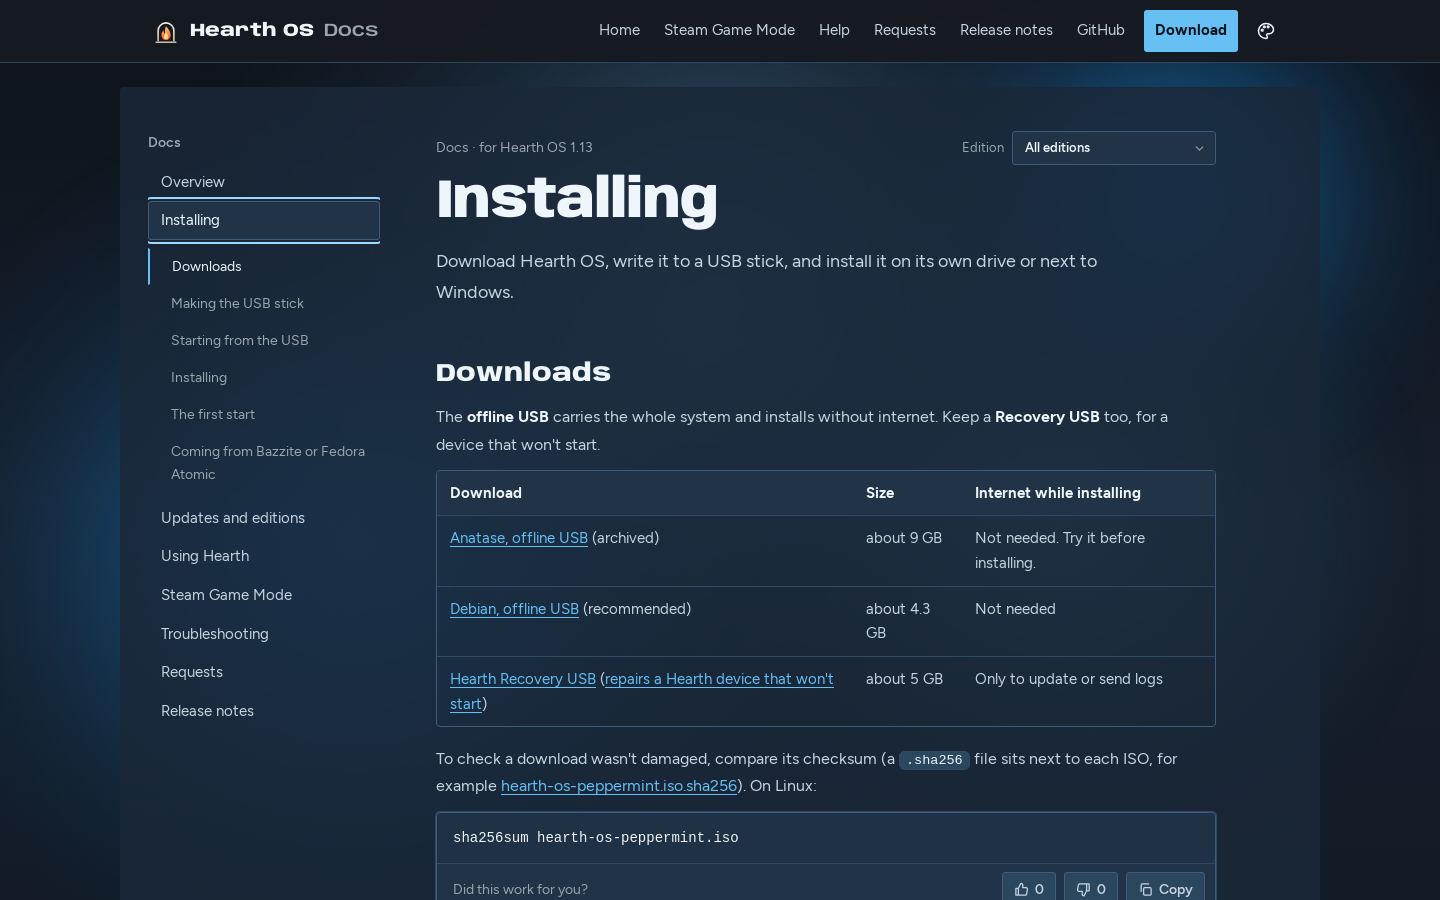 Hearth OS Docs
Home
Steam Game Mode
Help
Requests
Release notes
GitHub
Download
Docs
Overview
Installing
Downloads
Making the USB stick
Starting from the USB
Installing
The first start
Coming from Bazzite or Fedora
Atomic
Updates and editions
Using Hearth
Steam Game Mode
Troubleshooting
Requests
Release notes
Docs · for Hearth OS 1.13
Edition
All editions
Installing
Download Hearth OS, write it to a USB stick, and install it on its own drive or next to
Windows.
Downloads
The offline USB carries the whole system and installs without internet. Keep a Recovery USB too, for a
device that won't start.
Download Size Internet while installing
Anatase, offline USB (archived) about 9 GB Not needed. Try it before
installing.
Debian, offline USB (recommended) about 4.3 Not needed
GB
Hearth Recovery USB (repairs a Hearth device that won't about 5 GB Only to update or send logs
start)
To check a download wasn't damaged, compare its checksum (a .sha256 file sits next to each ISO, for
example hearth-os-peppermint.iso.sha256). On Linux:
sha256sum hearth-os-peppermint.iso
Did this work for you? 0 0 Copy